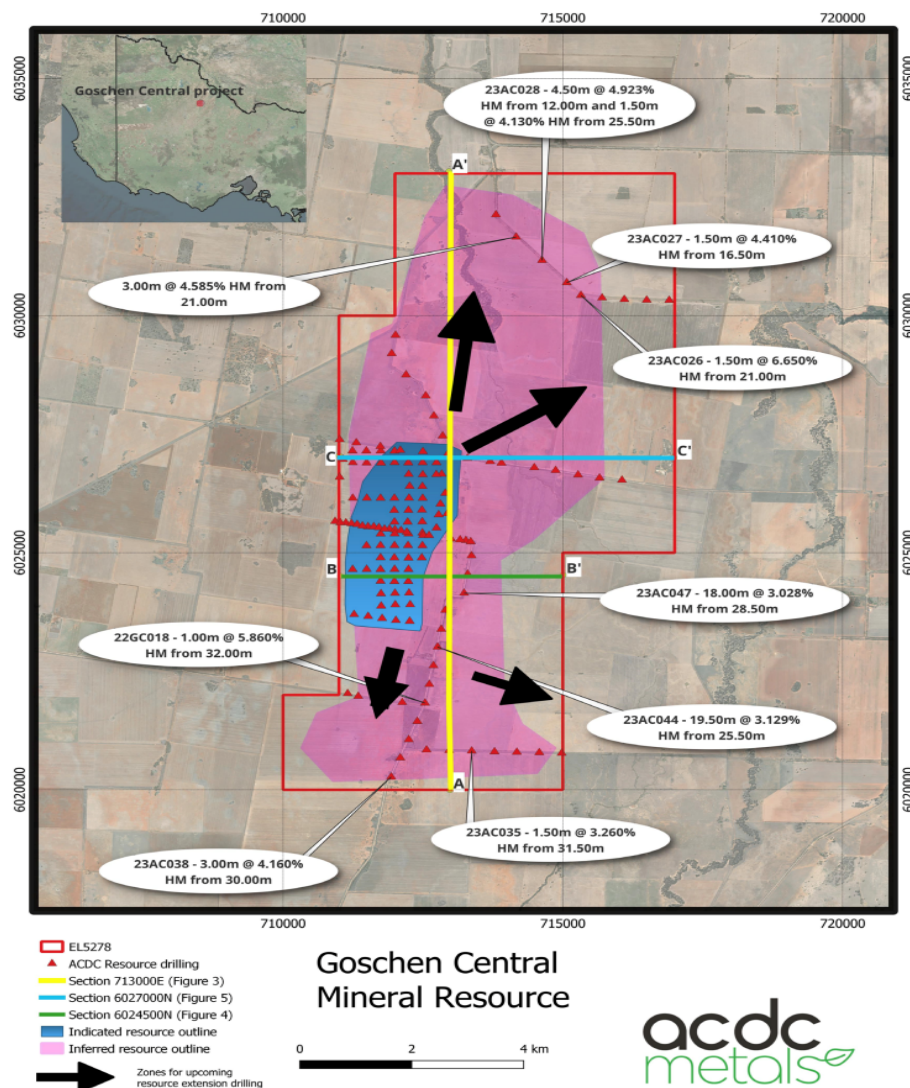 710000
715000
720000
6035000
6035000
Goschen Central project
23AC028 - 4.50m @ 4.923%
HM from 12.00m and 1.50m
@ 4.130% HM from 25.50m
A'
23AC027 - 1.50m @ 4.410%
HM from 16.50m
3.00m @ 4.585% HM from
21.00m
6030000
6030000
23AC026 - 1.50m @ 6.650%
HM from 21.00m
C
C'
6025000
6025000
B
B'
23AC047 - 18.00m @ 3.028%
HM from 28.50m
22GC018 - 1.00m @ 5.860%
HM from 32.00m
23AC044 - 19.50m @ 3.129%
HM from 25.50m
6020000
6020000
A
23AC035 - 1.50m @ 3.260%
HM from 31.50m
23AC038 - 3.00m @ 4.160%
HM from 30.00m
710000
715000
720000
EL5278
ACDC Resource drilling
Section 713000E (Figure 3)
Section 6027000N (Figure 5)
Section 6024500N (Figure 4)
Indicated resource outline
Inferred resource outline
Zones for upcoming
resource extension drilling
Goschen Central
Mineral Resource
0
2
4 km
acdc
metals